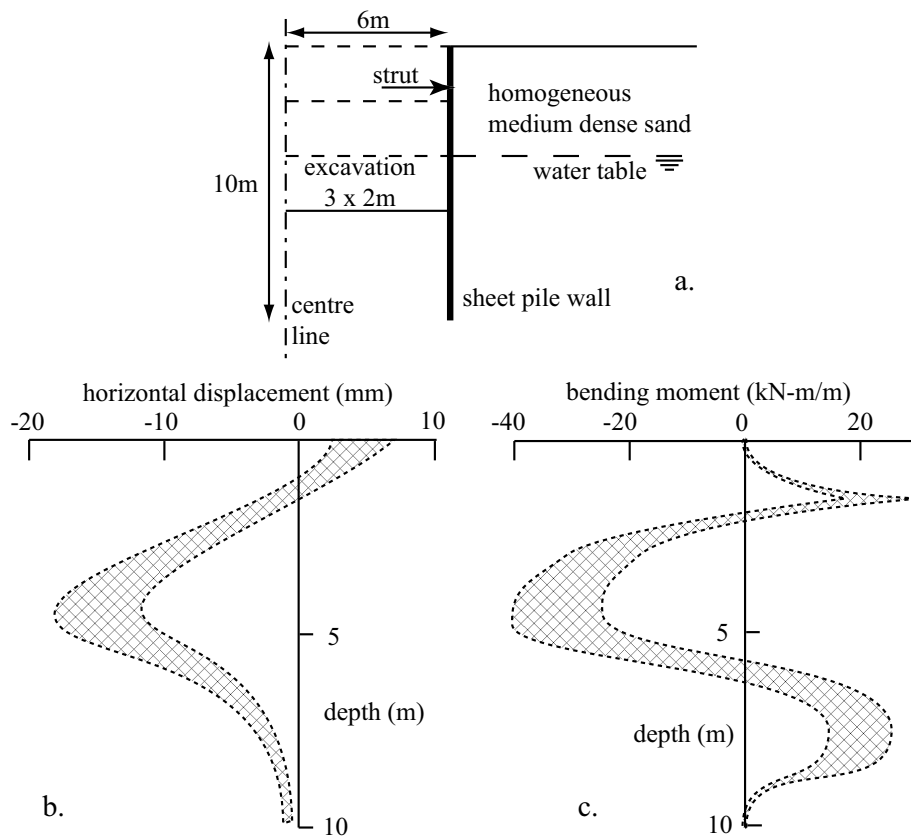 6m
strut
homogeneous
medium dense sand
excavation
3 x 2m
water table
10m
centre
line
sheet pile wall
a.
horizontal displacement (mm)
-20 -10 0 10
5
depth (m)
10
b.
bending moment (kN-m/m)
-40 -20 0 20
5
depth (m)
10
c.